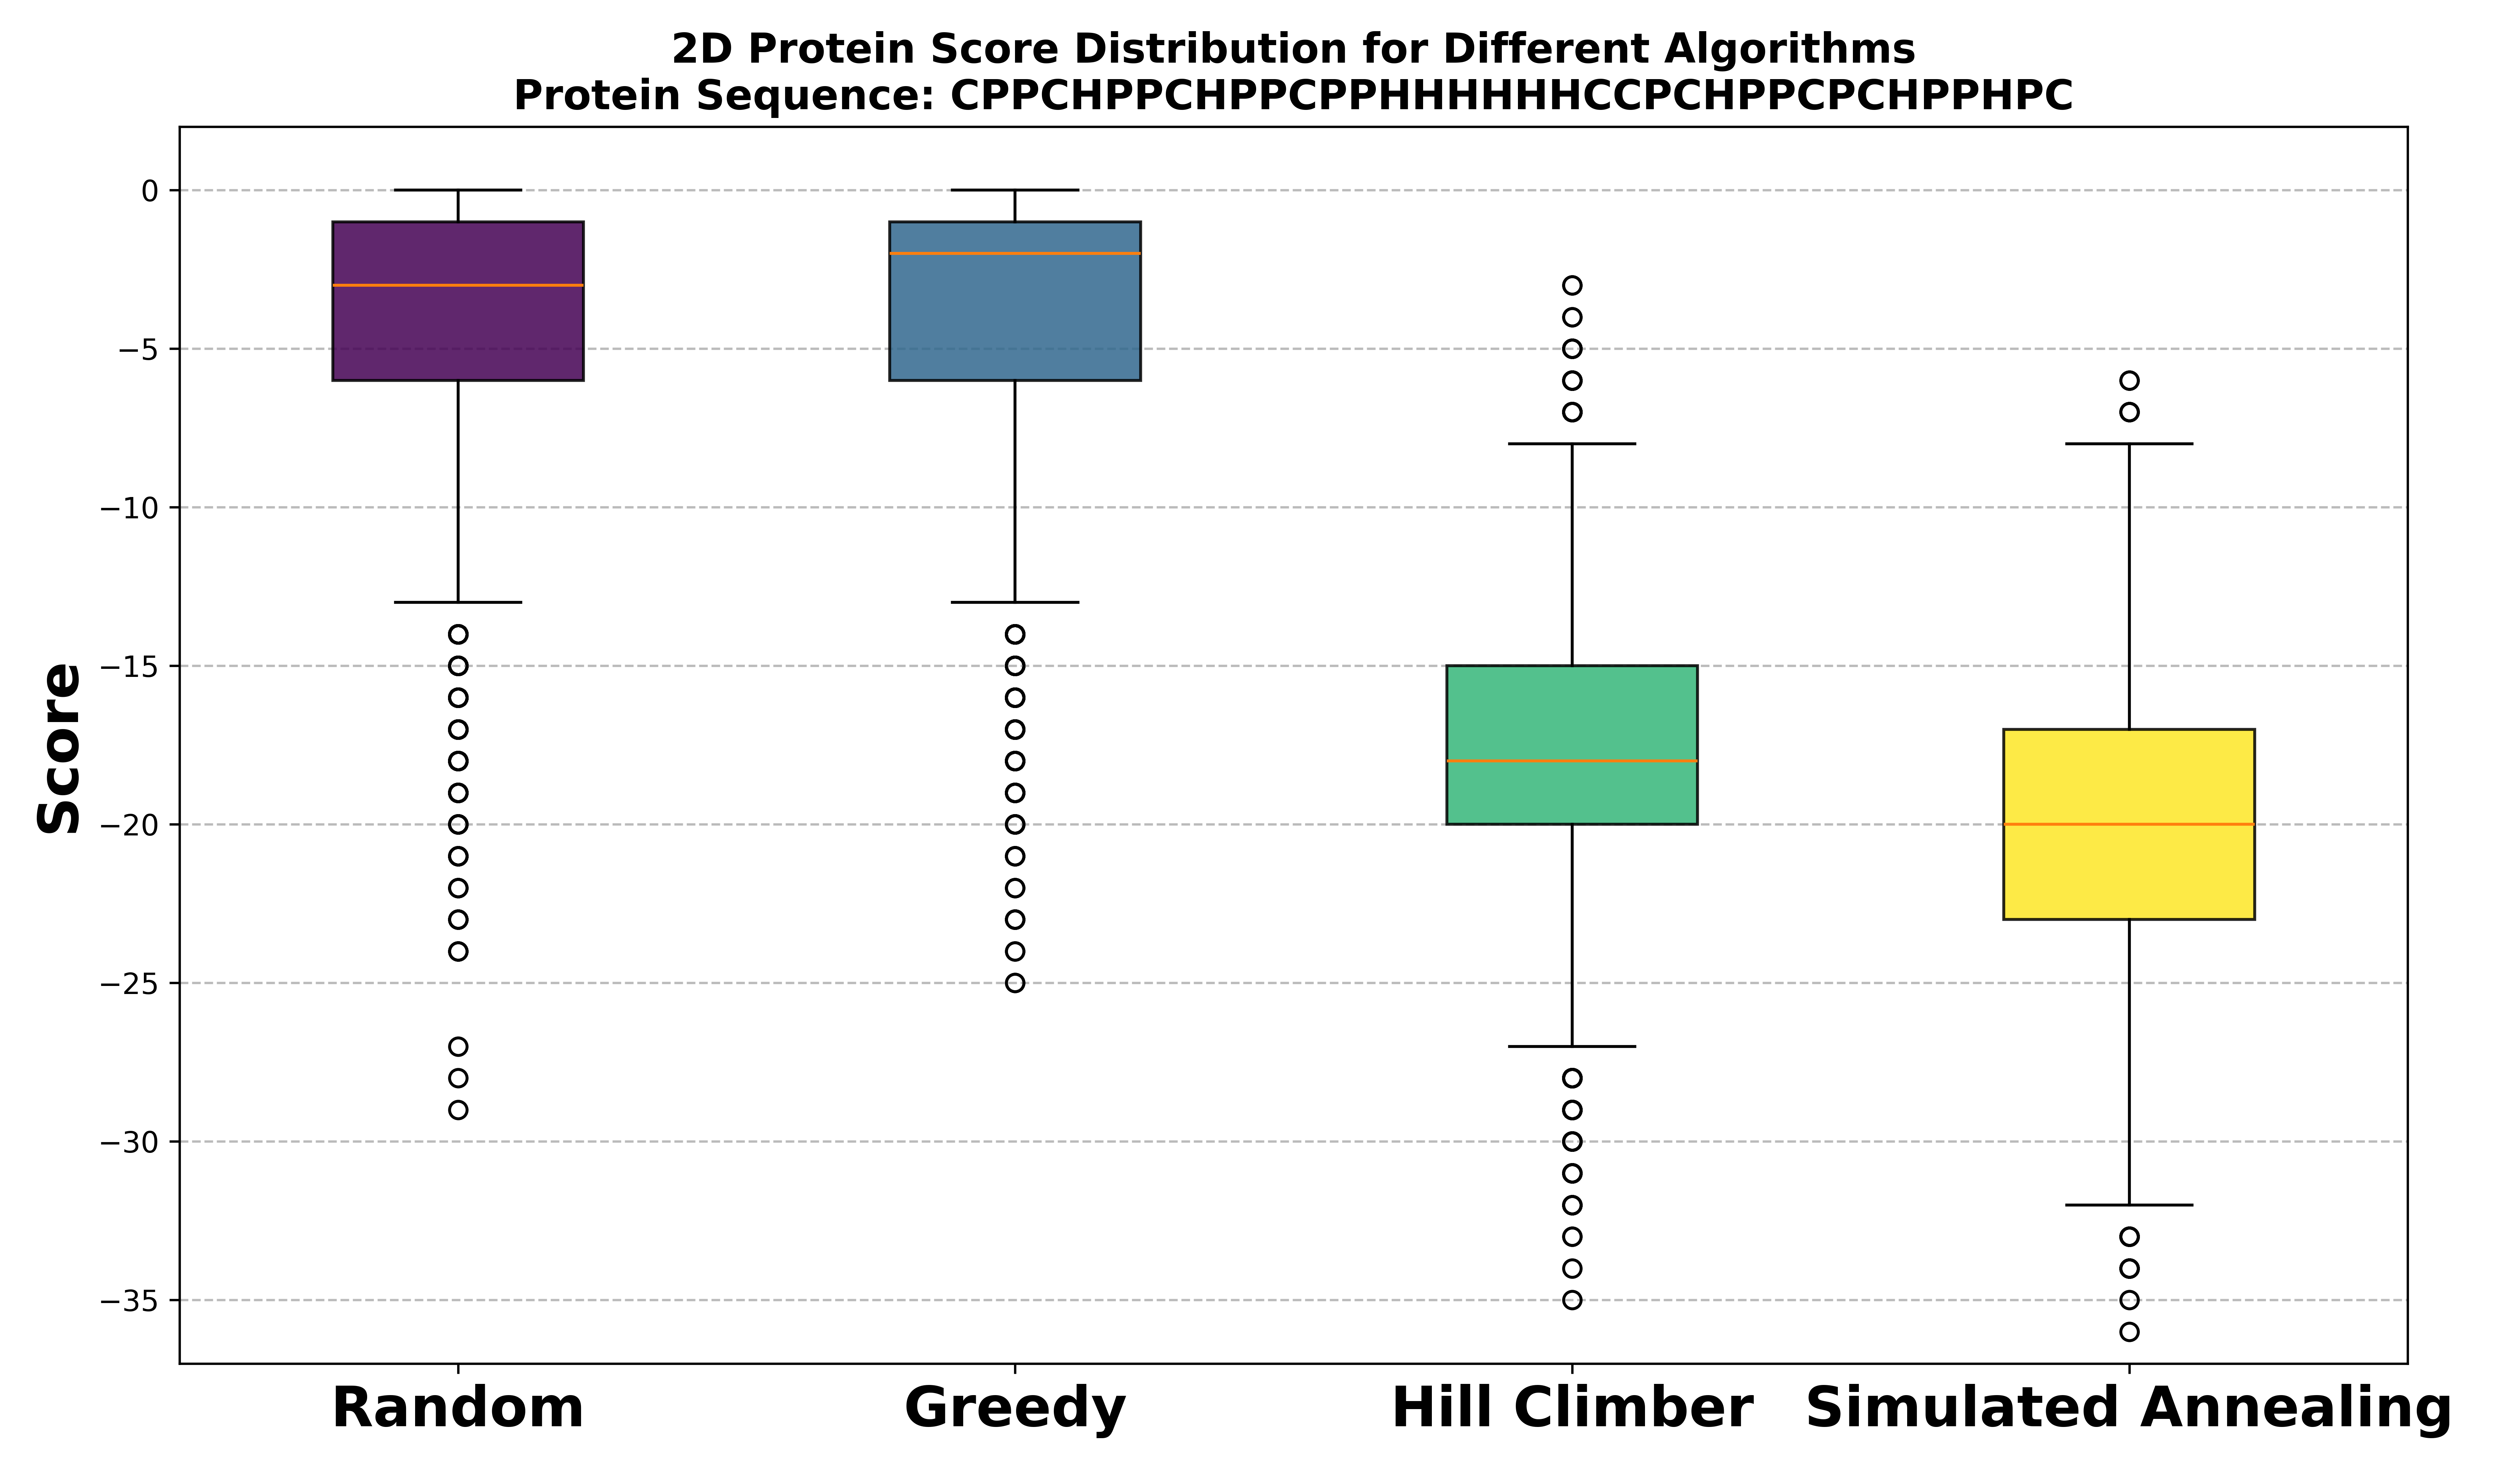 2D Protein Score Distribution for Different Algorithms
Protein Sequence: CPPCHPPCHPPCPPHHHHHHHCCPCHPPCPCHPPHPC
0
−5
−10
−15
−20
−25
−30
−35
Score
Random
Greedy
Hill Climber
Simulated Annealing